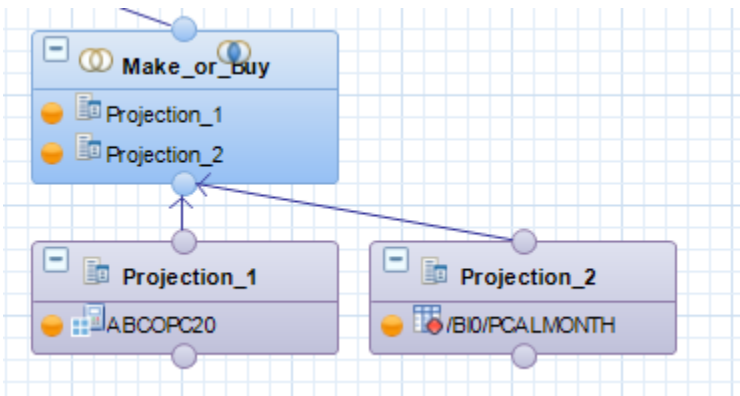 Make_or_Buy
Projection_1
Projection_2
Projection_1
Projection_2
ABCOPC20
/BI0/PCALMONTH